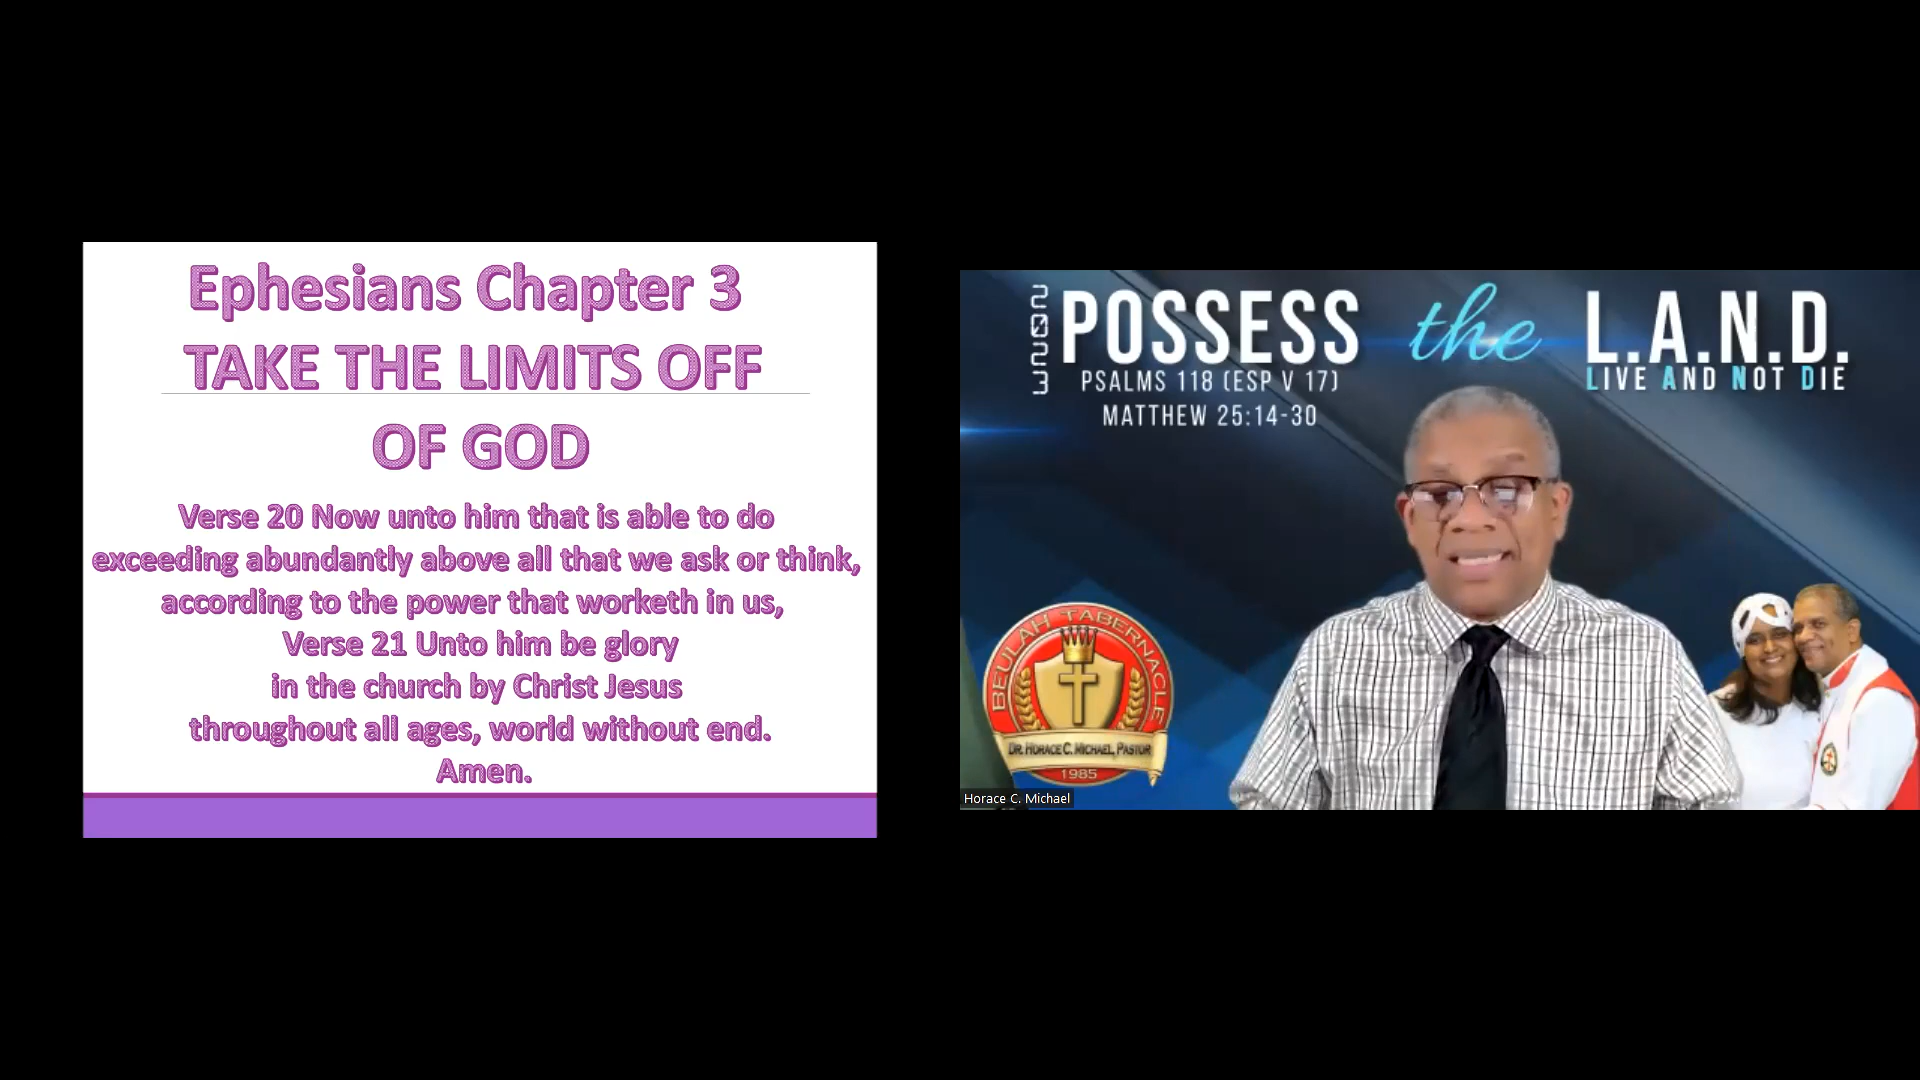 Ephesians Chapter 3
TAKE THE LIMITS OFF
OF GOD
Verse 20 Now unto him that is able to do
exceeding abundantly above all that we ask or think,
according to the power that worketh in us,
Verse 21 Unto him be glory
in the church by Christ Jesus
throughout all ages, world without end.
Amen.
POSSESS the L.A.N.D.
LIVE AND NOT DIE
PSALMS 118 (ESP V 17)
MATTHEW 25:14-30
BEULAH TABERNACLE
DR. HORACE C. MICHAEL, PASTOR
1985
Horace C. Michael